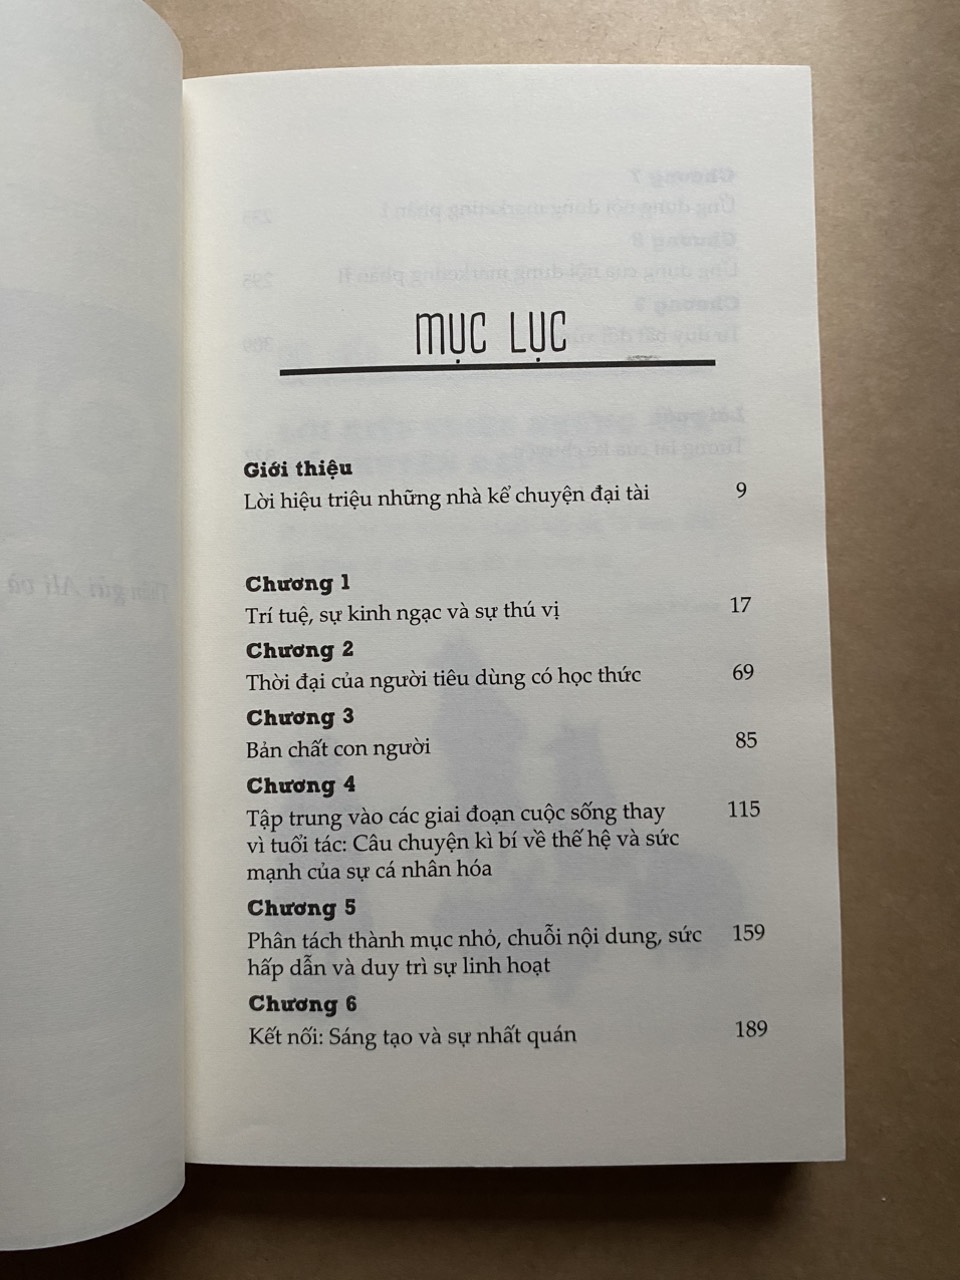 MỤC LỤC
Giới thiệu
Lời hiệu triệu những nhà kể chuyện đại tài 9
Chương 1
Trí tuệ, sự kinh ngạc và sự thú vị 17
Chương 2
Thời đại của người tiêu dùng có học thức 69
Chương 3
Bản chất con người 85
Chương 4
Tập trung vào các giai đoạn cuộc sống thay 115
vì tuổi tác: Câu chuyện kì bí về thế hệ và sức
mạnh của sự cá nhân hóa
Chương 5
Phân tách thành mục nhỏ, chuỗi nội dung, sức 159
hấp dẫn và duy trì sự linh hoạt
Chương 6
Kết nối: Sáng tạo và sự nhất quán 189